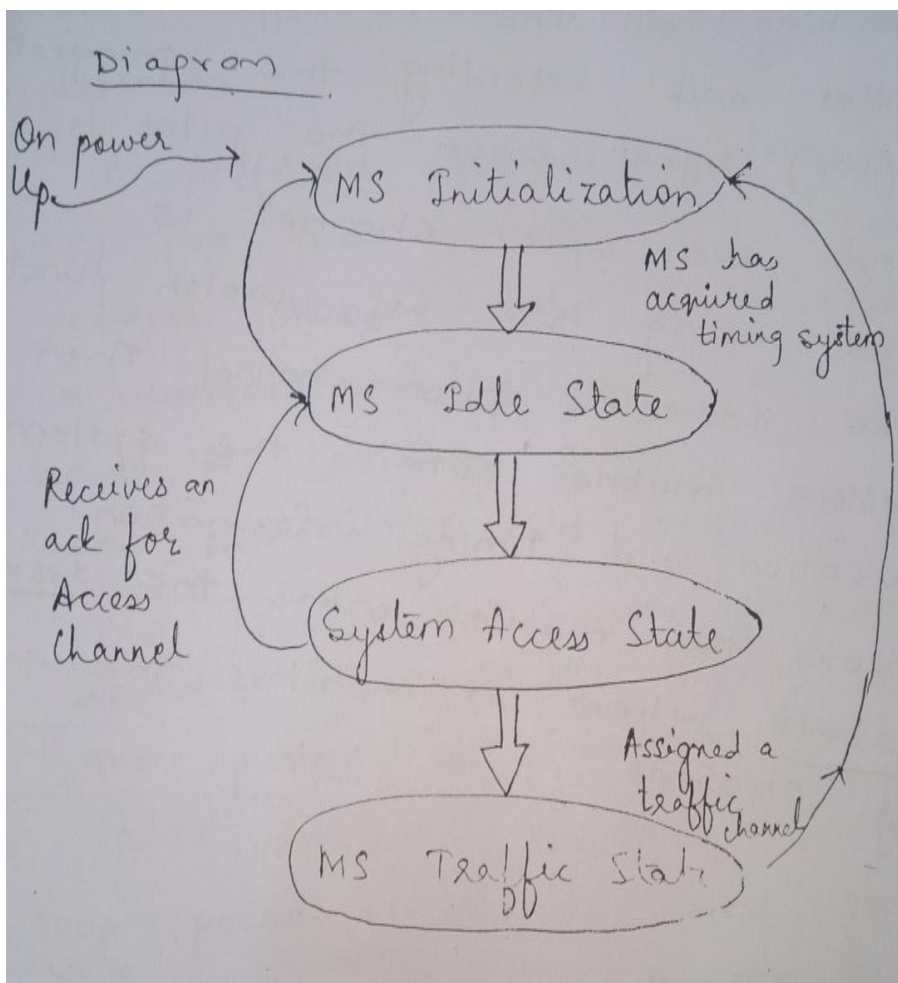 Diagram
On power
Up
MS Initialization
MS has
acquired
timing system
MS Idle State
Receives an
ack for
Access
Channel
System Access State
Assigned a
traffic
channel
MS Traffic State